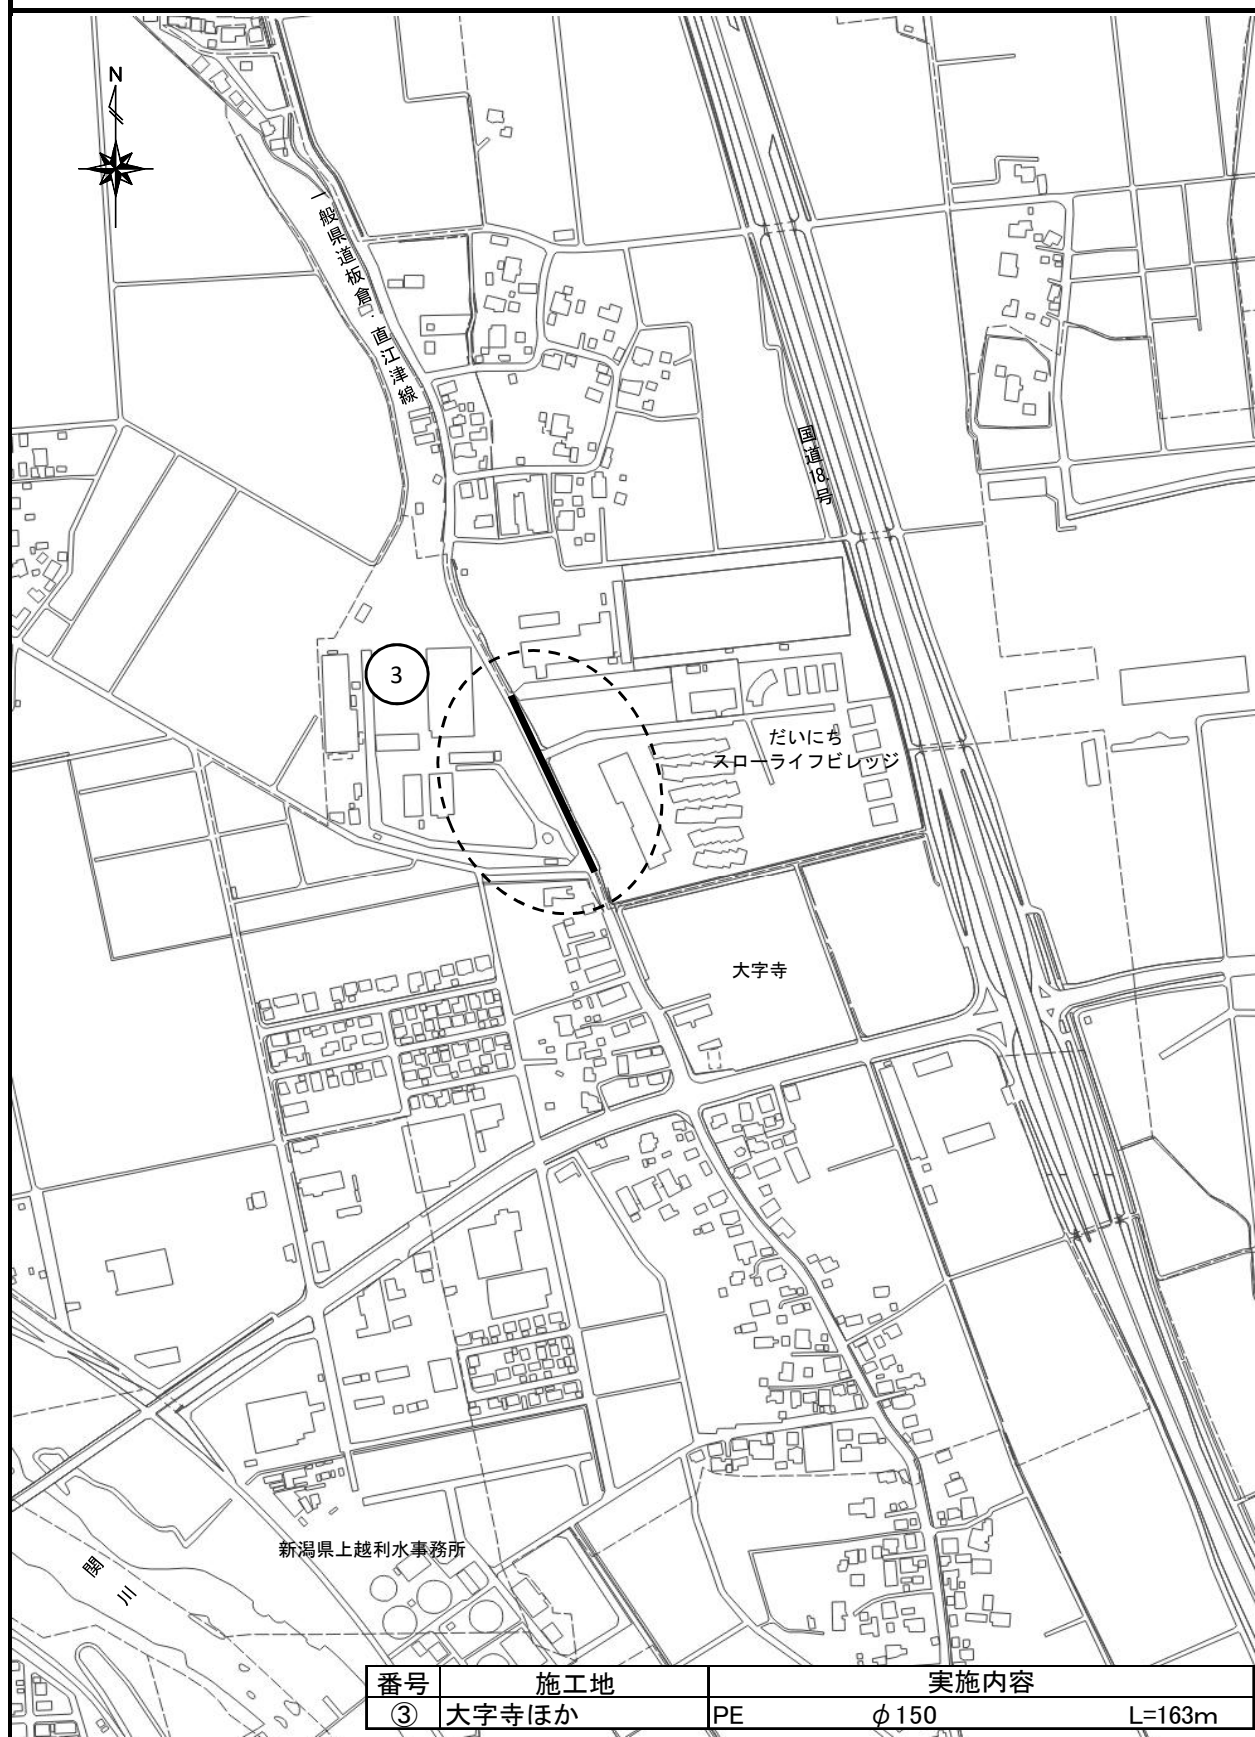 N
一般県道板倉・直江津線
国道18号
3
だいにち
スローライフビレッジ
大字寺
新潟県上越利水事務所
関川
番号 施工地 実施内容
③ 大字寺ほか PE φ150 L=163m